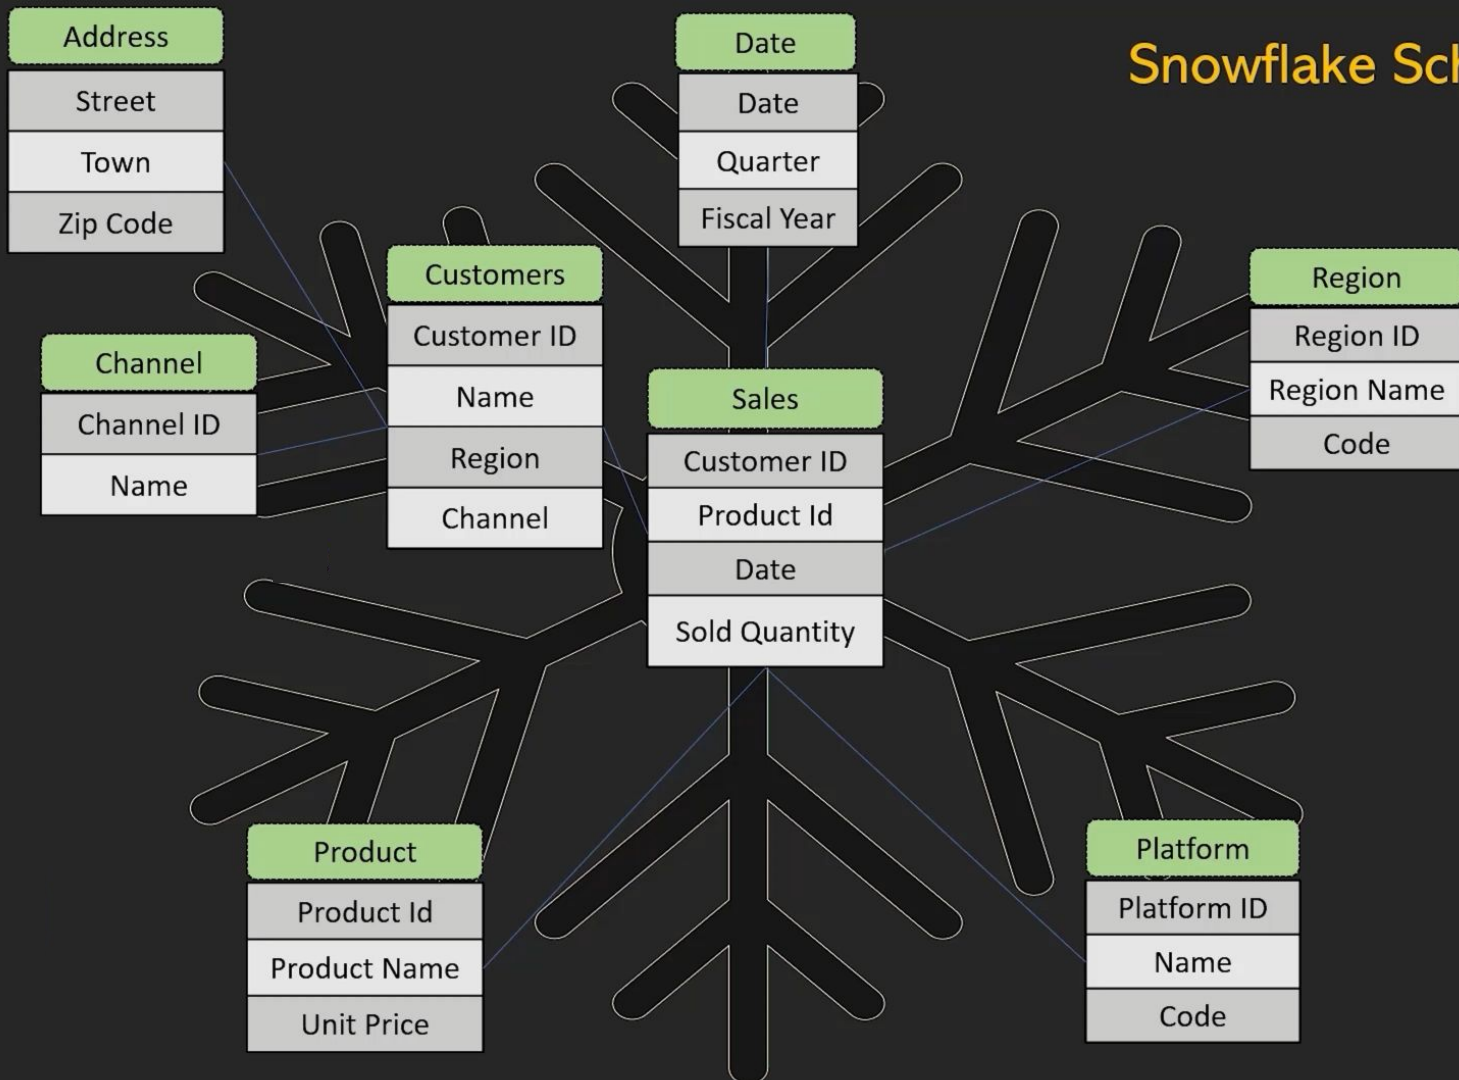 Snowflake Sch
Address
Street
Town
Zip Code
Date
Date
Quarter
Fiscal Year
Customers
Customer ID
Name
Region
Channel
Channel
Channel ID
Name
Sales
Customer ID
Product Id
Date
Sold Quantity
Region
Region ID
Region Name
Code
Product
Product Id
Product Name
Unit Price
Platform
Platform ID
Name
Code